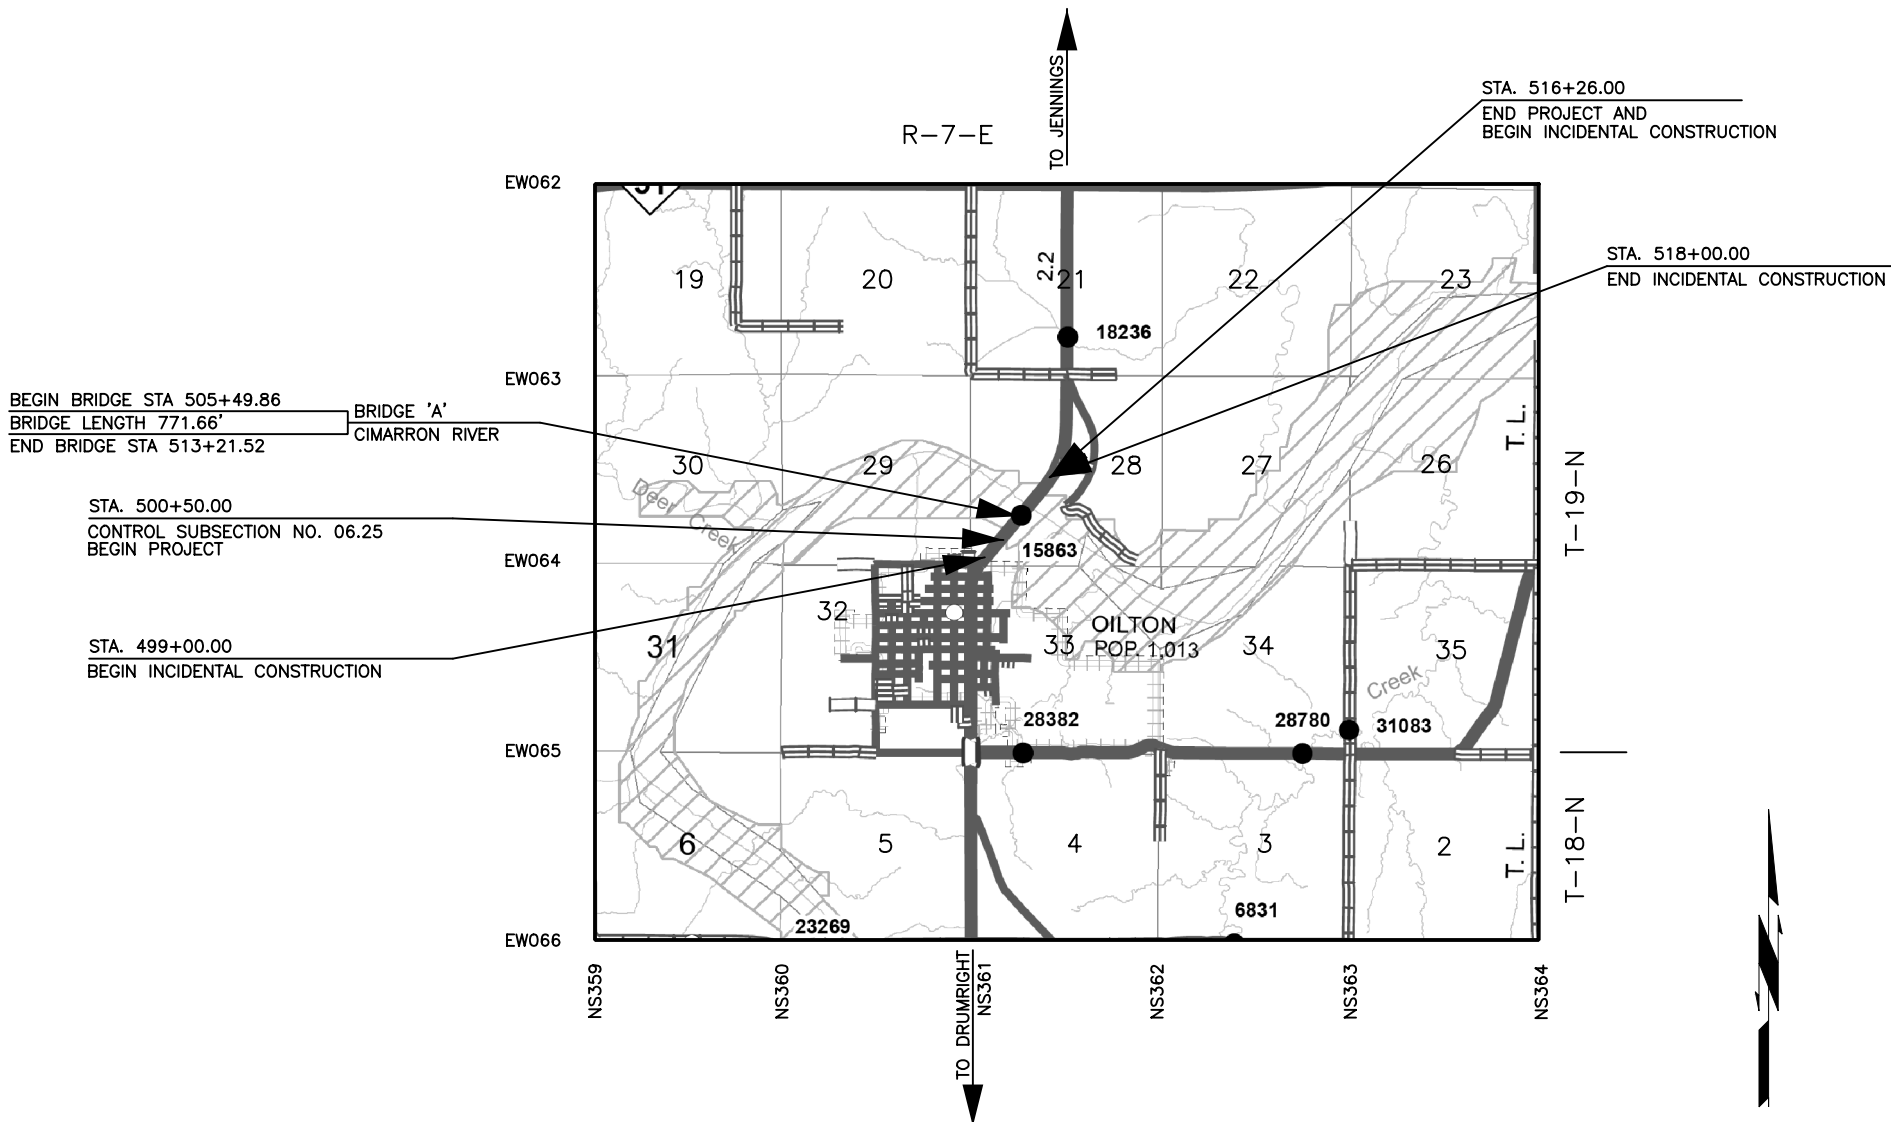 TO JENNINGS
R-7-E
STA. 516+26.00
END PROJECT AND
BEGIN INCIDENTAL CONSTRUCTION
STA. 518+00.00
END INCIDENTAL CONSTRUCTION
BEGIN BRIDGE STA 505+49.86
BRIDGE LENGTH 771.66'
END BRIDGE STA 513+21.52
BRIDGE 'A'
CIMARRON RIVER
STA. 500+50.00
CONTROL SUBSECTION NO. 06.25
BEGIN PROJECT
STA. 499+00.00
BEGIN INCIDENTAL CONSTRUCTION
EW062
EW063
EW064
EW065
EW066
19
20
2.2
21
22
23
18236
30
29
28
27
26
T. L.
T-19-N
Deer Creek
15863
32
31
OILTON
POP. 1,013
33
34
35
Creek
28382
28780
31083
6
5
4
3
2
T. L.
T-18-N
23269
6831
NS359
NS360
TO DRUMRIGHT
NS361
NS362
NS363
NS364